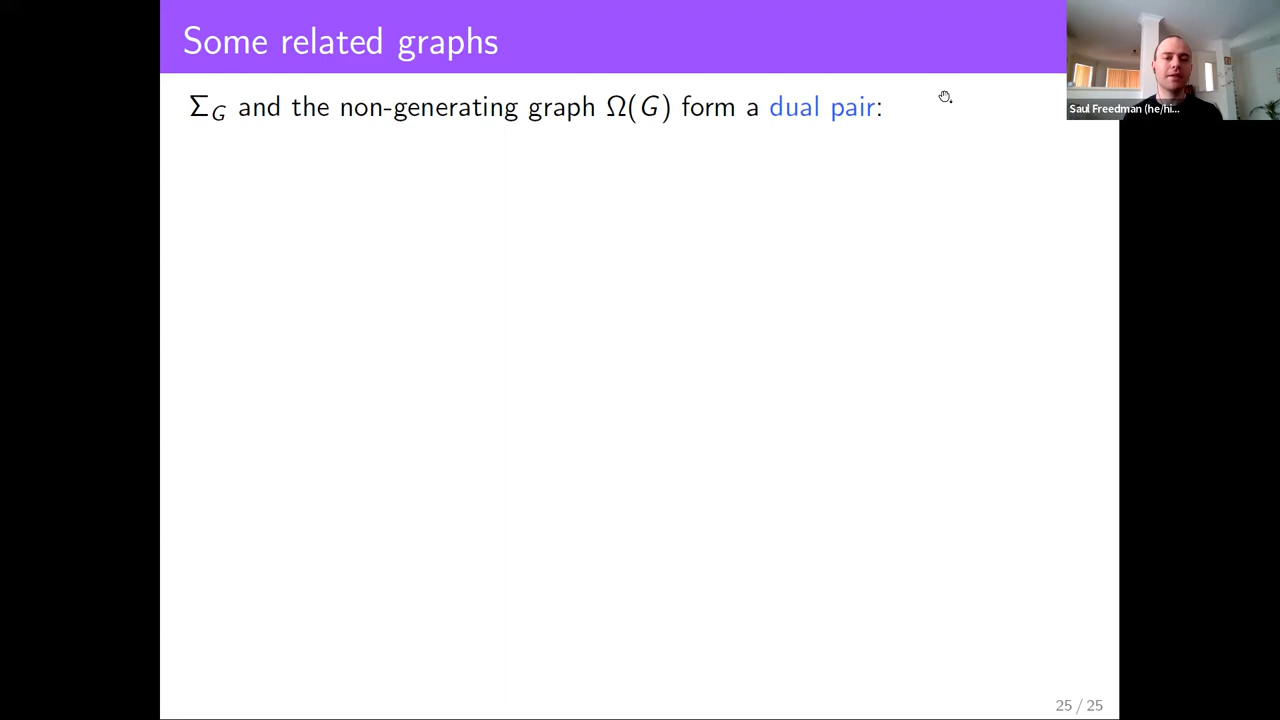 Some related graphs
Σ_G and the non-generating graph Ω(G) form a dual pair:
Saul Freedman (he/hi...
25 / 25